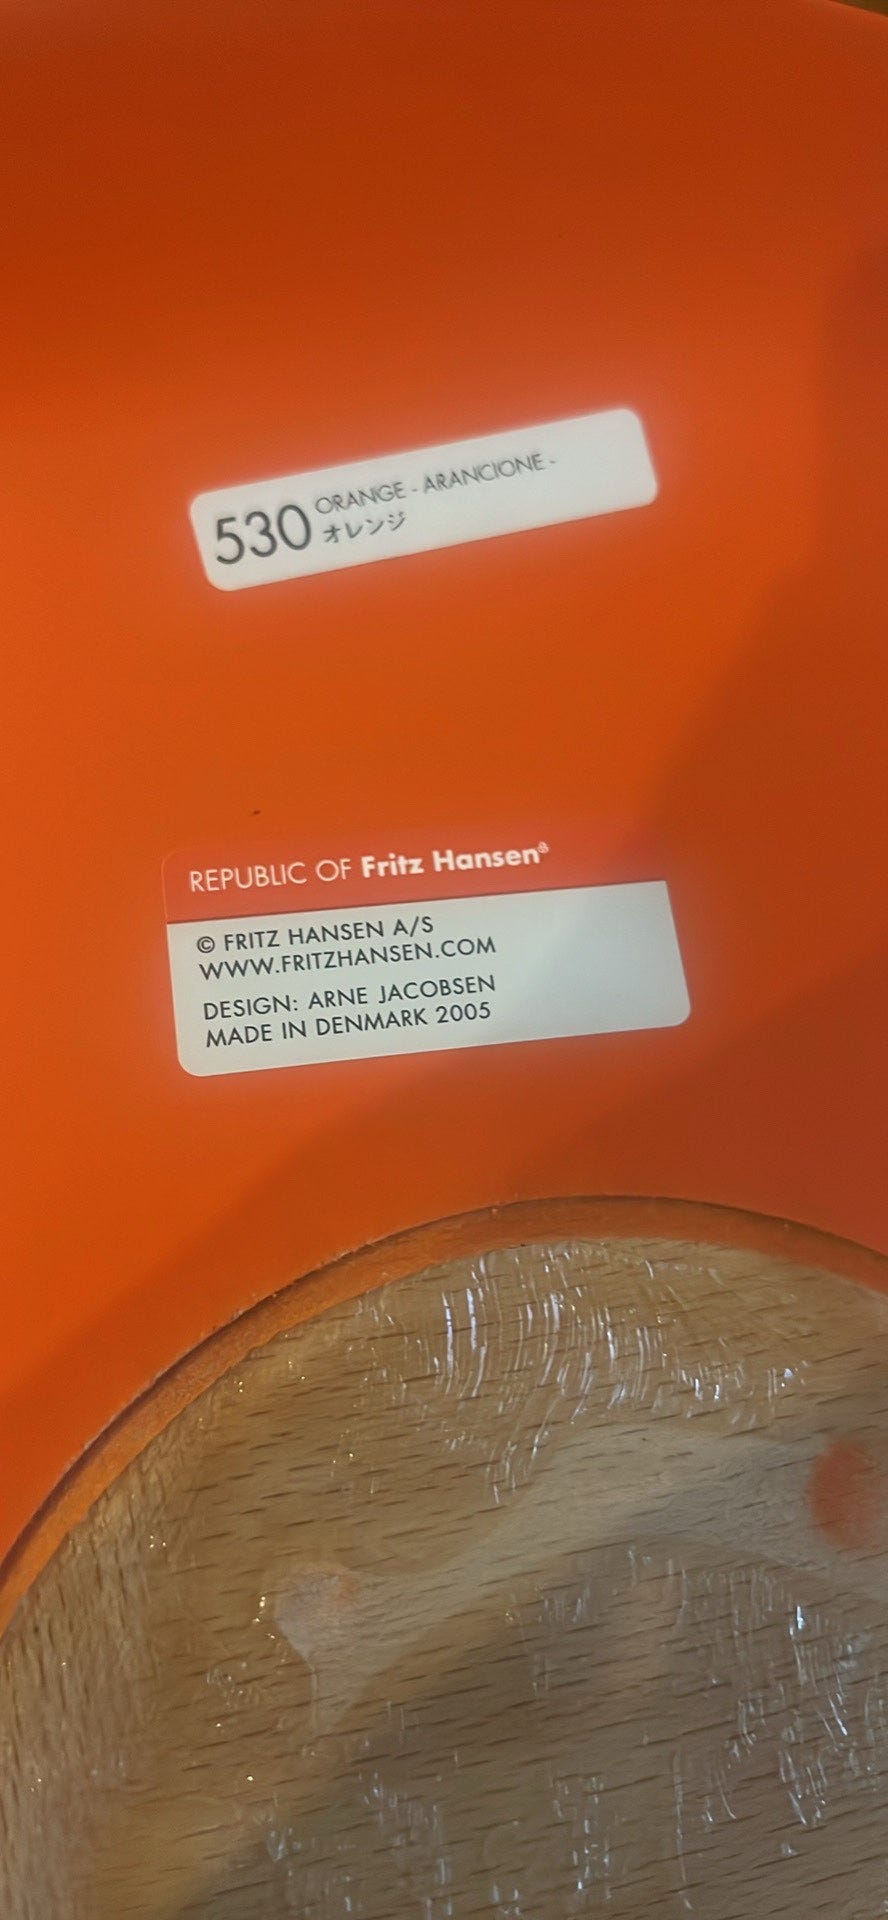 530 ORANGE - ARANCIONE -
オレンジ
REPUBLIC OF Fritz Hansen®
© FRITZ HANSEN A/S
WWW.FRITZHANSEN.COM
DESIGN: ARNE JACOBSEN
MADE IN DENMARK 2005